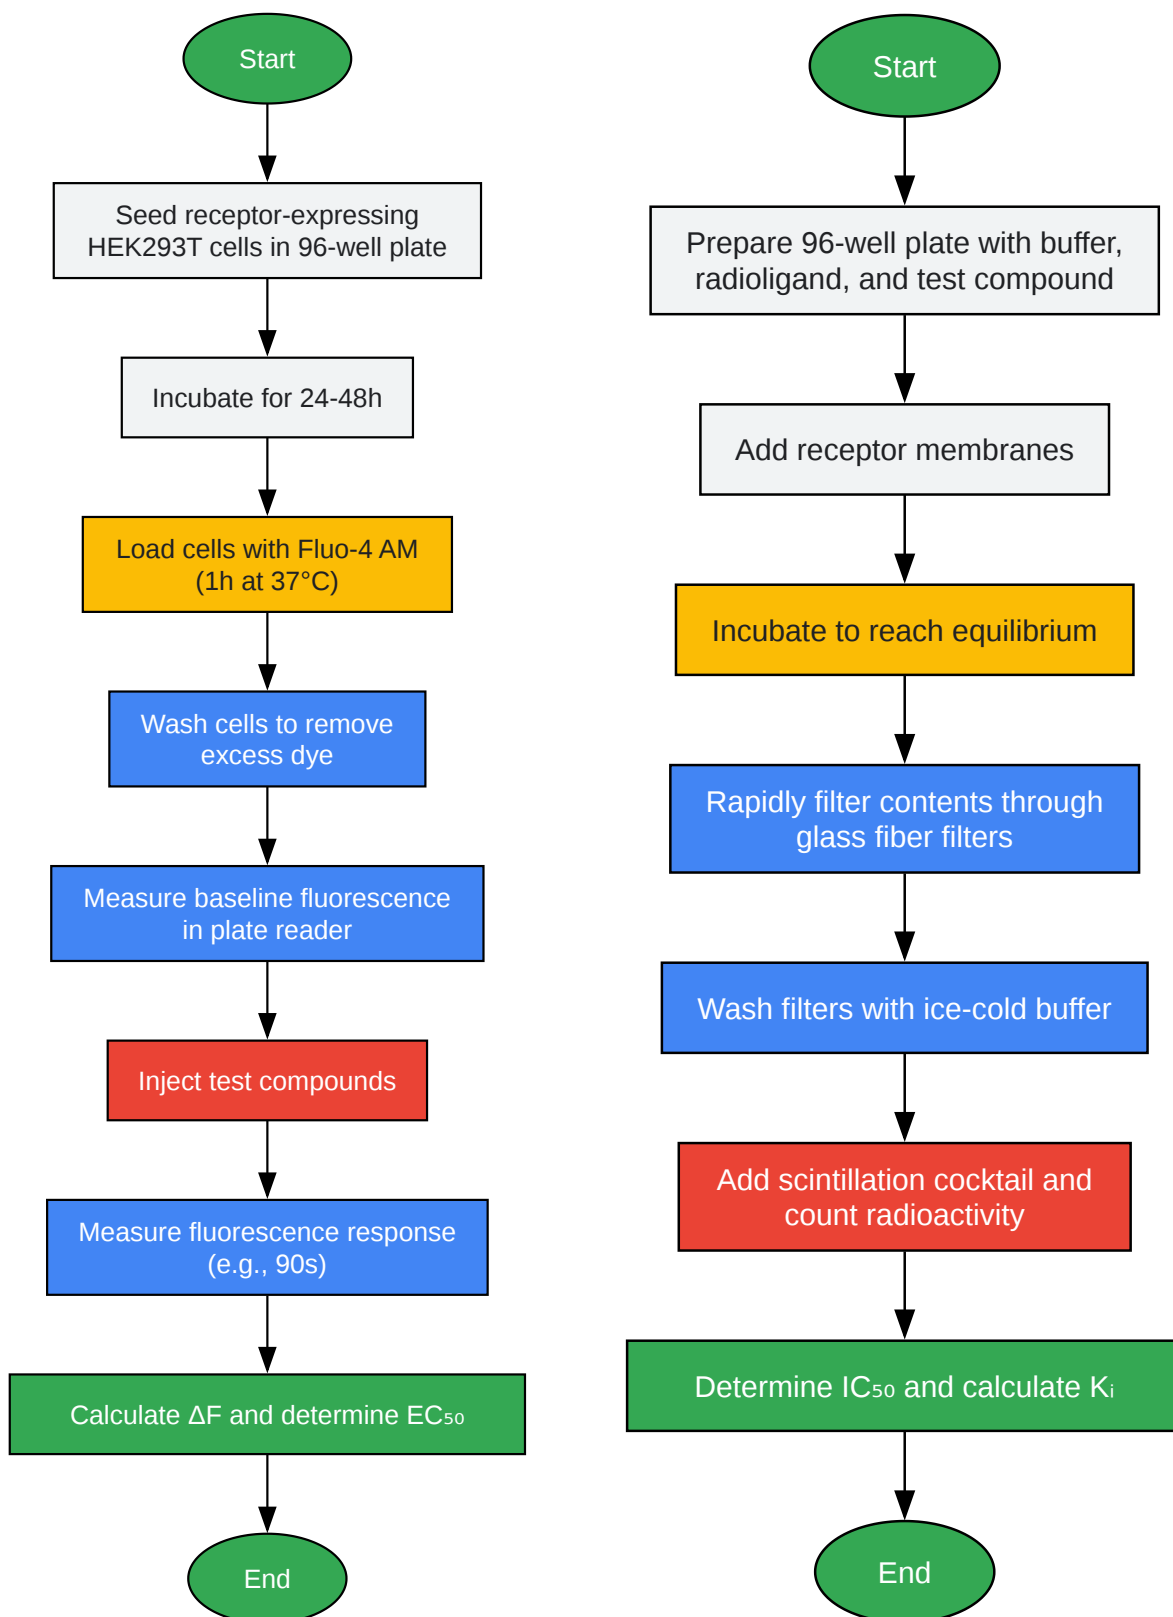 Start
Seed receptor-expressing
HEK293T cells in 96-well plate
Incubate for 24-48h
Load cells with Fluo-4 AM
(1h at 37°C)
Wash cells to remove
excess dye
Measure baseline fluorescence
in plate reader
Inject test compounds
Measure fluorescence response
(e.g., 90s)
Calculate ΔF and determine EC₅₀
End
Start
Prepare 96-well plate with buffer,
radioligand, and test compound
Add receptor membranes
Incubate to reach equilibrium
Rapidly filter contents through
glass fiber filters
Wash filters with ice-cold buffer
Add scintillation cocktail and
count radioactivity
Determine IC₅₀ and calculate Kᵢ
End